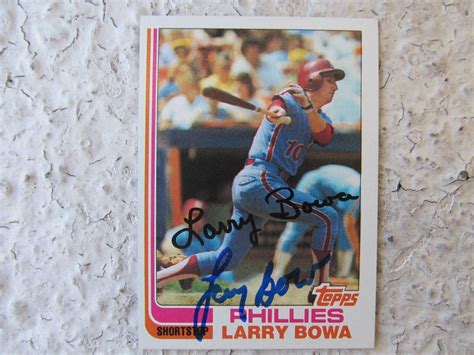 10
Larry Bowa
Larry Bowa
TOPPS
PHILLIES
SHORTSTOP LARRY BOWA